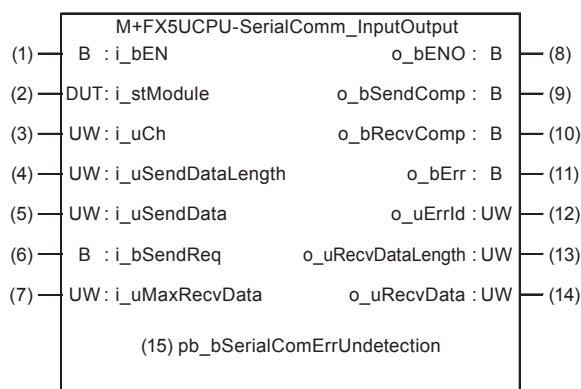 M+FX5UCPU-SerialComm_InputOutput
(1) B : i_bEN o_bENO : B (8)
(2) DUT: i_stModule o_bSendComp : B (9)
(3) UW : i_uCh o_bRecvComp : B (10)
(4) UW : i_uSendDataLength o_bErr : B (11)
(5) UW : i_uSendData o_uErrId : UW (12)
(6) B : i_bSendReq o_uRecvDataLength : UW (13)
(7) UW : i_uMaxRecvData o_uRecvData : UW (14)
(15) pb_bSerialComErrUndetection